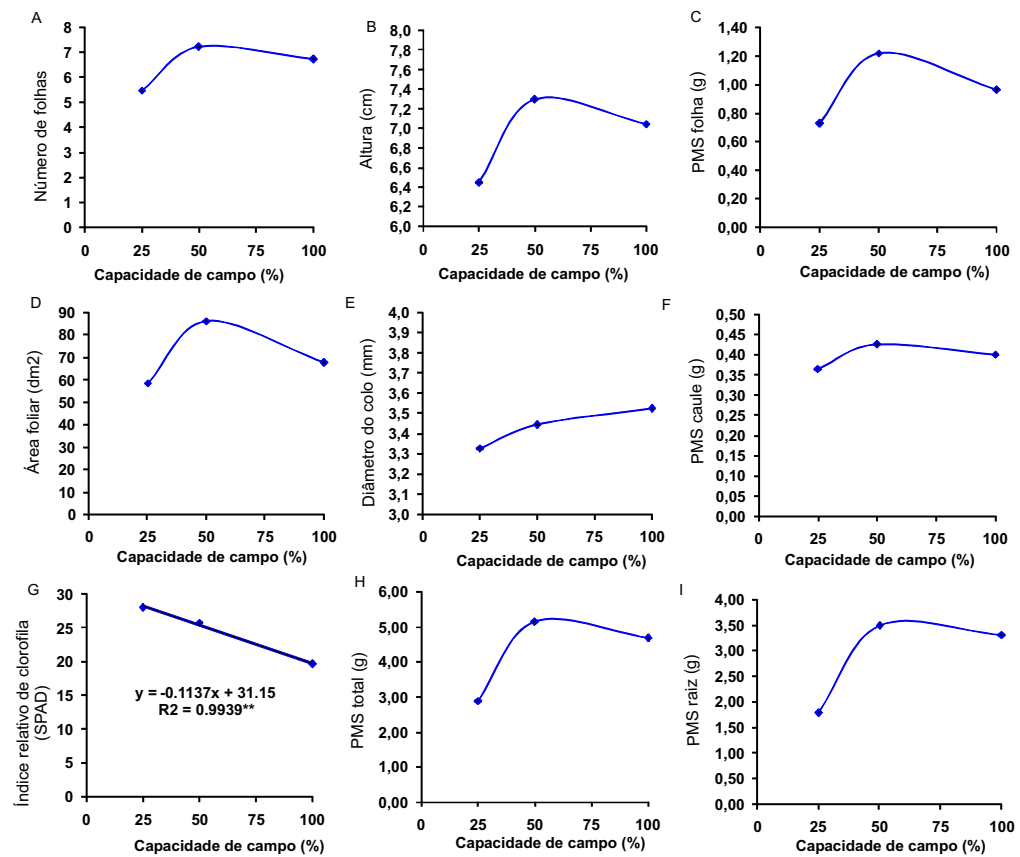 A
Número de folhas
8
7
6
5
4
3
2
1
0
0 25 50 75 100
Capacidade de campo (%)
B
Altura (cm)
8,0
7,8
7,6
7,4
7,2
7,0
6,8
6,6
6,4
6,2
6,0
0 25 50 75 100
Capacidade de campo (%)
C
PMS folha (g)
1,40
1,20
1,00
0,80
0,60
0,40
0,20
0,00
0 25 50 75 100
Capacidade de campo (%)
D
Área foliar (dm2)
90
80
70
60
50
40
30
20
10
0
0 25 50 75 100
Capacidade de campo (%)
E
Diâmetro do colo (mm)
4,0
3,9
3,8
3,7
3,6
3,5
3,4
3,3
3,2
3,1
3,0
0 25 50 75 100
Capacidade de campo (%)
F
PMS caule (g)
0,50
0,45
0,40
0,35
0,30
0,25
0,20
0,15
0,10
0,05
0,00
0 25 50 75 100
Capacidade de campo (%)
G
Índice relativo de clorofila
(SPAD)
30
25
20
15
10
5
0
y = -0.1137x + 31.15
R2 = 0.9939**
0 25 50 75 100
Capacidade de campo (%)
H
PMS total (g)
6,00
5,00
4,00
3,00
2,00
1,00
0,00
0 25 50 75 100
Capacidade de campo (%)
I
PMS raiz (g)
4,00
3,50
3,00
2,50
2,00
1,50
1,00
0,50
0,00
0 25 50 75 100
Capacidade de campo (%)